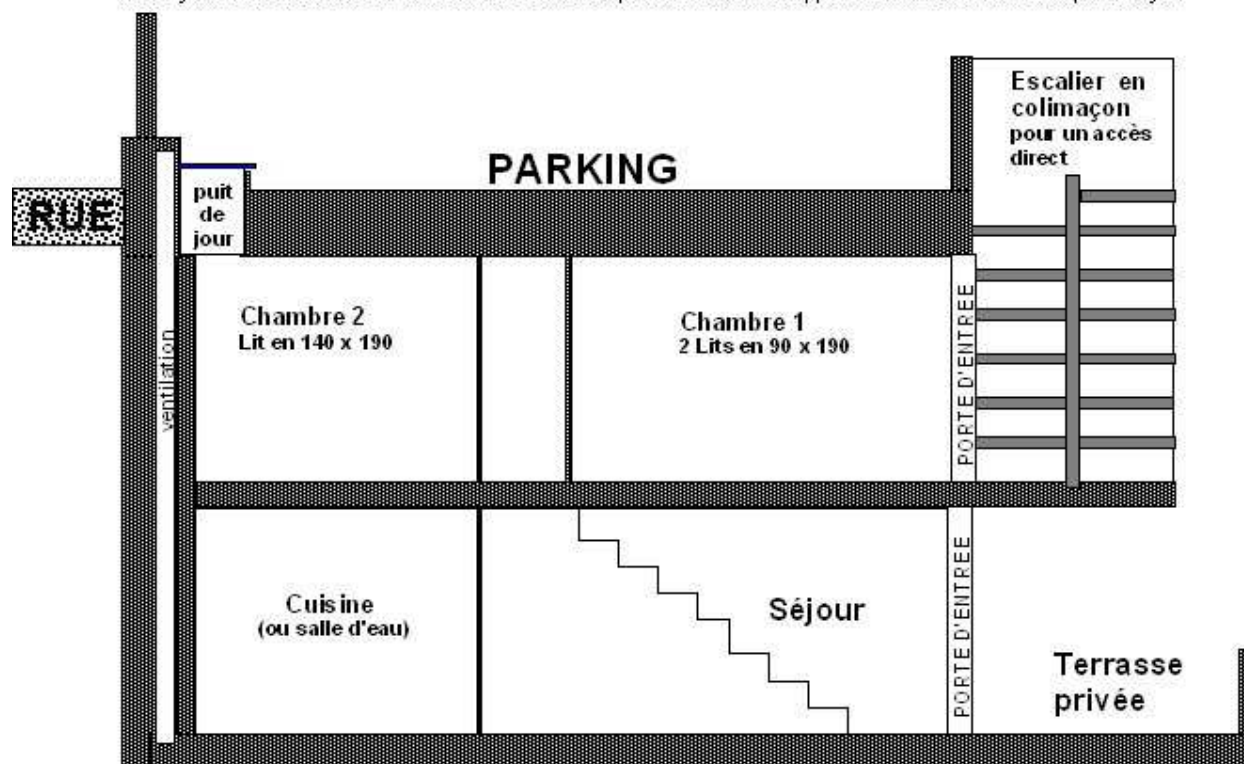 Escalier en
colimaçon
pour un accès
direct
PARKING
RUE
puit
de
jour
ventilation
Chambre 2
Lit en 140 x 190
Chambre 1
2 Lits en 90 x 190
PORTE D'ENTREE
Cuisine
(ou salle d'eau)
Séjour
PORTE D'ENTREE
Terrasse
privée